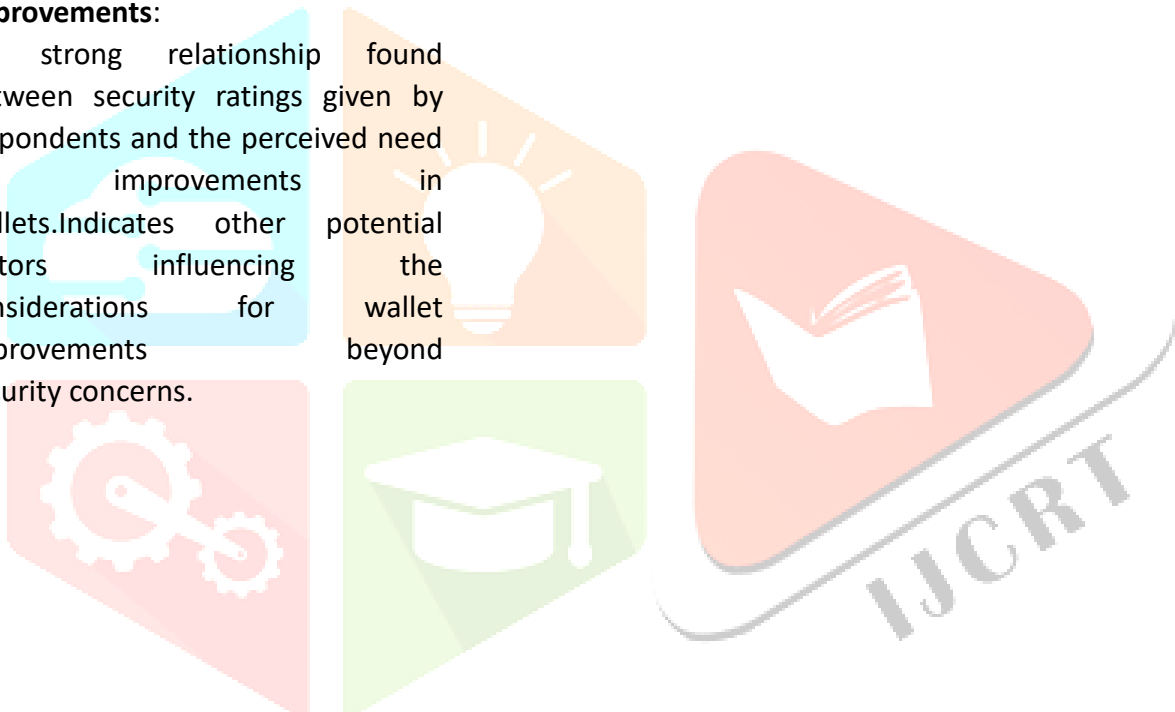 provements:
strong relationship found
tween security ratings given by
pondents and the perceived need
improvements in
llets.Indicates other potential
tors influencing the
nsiderations for wallet
provements beyond
urity concerns.
IJCRT